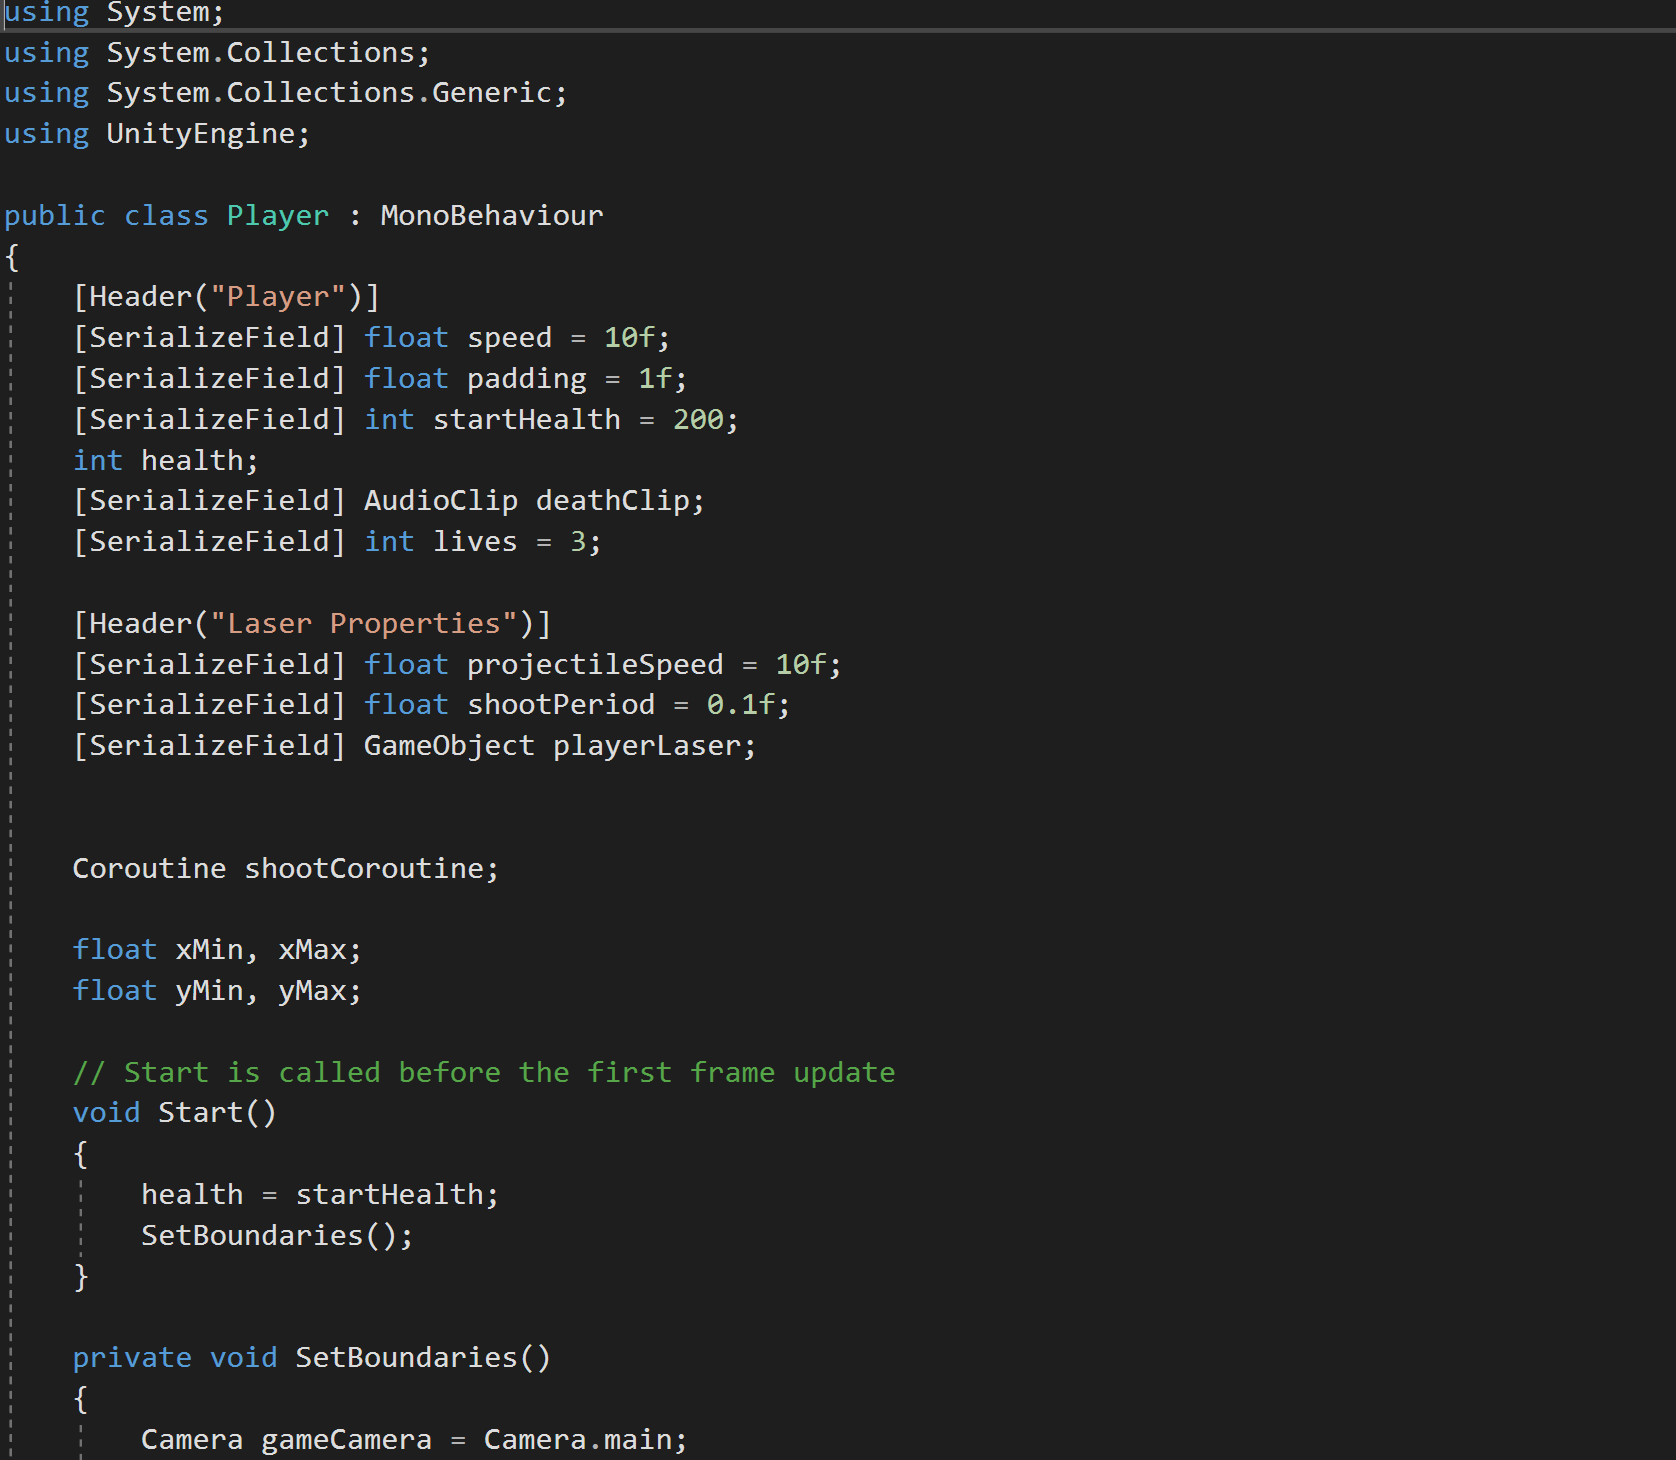 using System;
using System.Collections;
using System.Collections.Generic;
using UnityEngine;
public class Player : MonoBehaviour
{
[Header("Player")]
[SerializeField] float speed = 10f;
[SerializeField] float padding = 1f;
[SerializeField] int startHealth = 200;
int health;
[SerializeField] AudioClip deathClip;
[SerializeField] int lives = 3;
[Header("Laser Properties")]
[SerializeField] float projectileSpeed = 10f;
[SerializeField] float shootPeriod = 0.1f;
[SerializeField] GameObject playerLaser;
Coroutine shootCoroutine;
float xMin, xMax;
float yMin, yMax;
// Start is called before the first frame update
void Start()
{
health = startHealth;
SetBoundaries();
}
private void SetBoundaries()
{
Camera gameCamera = Camera.main;